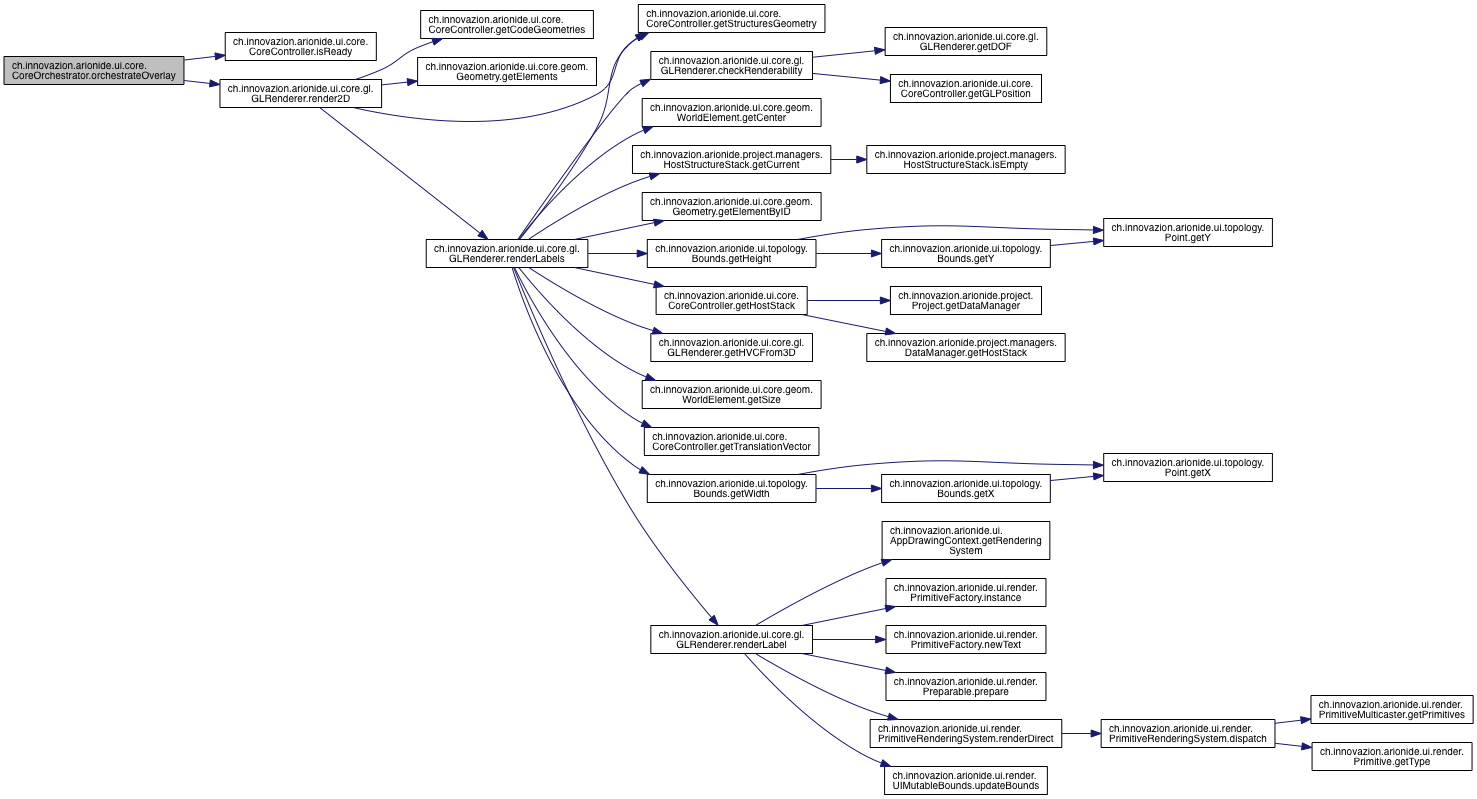 ch.innovazion.arionide.ui.core.
CoreOrchestrator.orchestrateOverlay
ch.innovazion.arionide.ui.core.
CoreController.isReady
ch.innovazion.arionide.ui.core.gl.
GLRenderer.render2D
ch.innovazion.arionide.ui.core.
CoreController.getCodeGeometries
ch.innovazion.arionide.ui.core.geom.
Geometry.getElements
ch.innovazion.arionide.ui.core.gl.
GLRenderer.renderLabels
ch.innovazion.arionide.ui.core.
CoreController.getStructuresGeometry
ch.innovazion.arionide.ui.core.gl.
GLRenderer.checkRenderability
ch.innovazion.arionide.ui.core.geom.
WorldElement.getCenter
ch.innovazion.arionide.project.managers.
HostStructureStack.getCurrent
ch.innovazion.arionide.ui.core.geom.
Geometry.getElementByID
ch.innovazion.arionide.ui.topology.
Bounds.getHeight
ch.innovazion.arionide.ui.core.
CoreController.getHostStack
ch.innovazion.arionide.ui.core.gl.
GLRenderer.getHVCFrom3D
ch.innovazion.arionide.ui.core.geom.
WorldElement.getSize
ch.innovazion.arionide.ui.core.
CoreController.getTranslationVector
ch.innovazion.arionide.ui.topology.
Bounds.getWidth
ch.innovazion.arionide.ui.core.gl.
GLRenderer.renderLabel
ch.innovazion.arionide.ui.core.gl.
GLRenderer.getDOF
ch.innovazion.arionide.ui.core.
CoreController.getGLPosition
ch.innovazion.arionide.project.managers.
HostStructureStack.isEmpty
ch.innovazion.arionide.ui.topology.
Bounds.getY
ch.innovazion.arionide.ui.topology.
Point.getY
ch.innovazion.arionide.project.
Project.getDataManager
ch.innovazion.arionide.project.managers.
DataManager.getHostStack
ch.innovazion.arionide.ui.topology.
Bounds.getX
ch.innovazion.arionide.ui.topology.
Point.getX
ch.innovazion.arionide.ui.
AppDrawingContext.getRendering
System
ch.innovazion.arionide.ui.render.
PrimitiveFactory.instance
ch.innovazion.arionide.ui.render.
PrimitiveFactory.newText
ch.innovazion.arionide.ui.render.
Preparable.prepare
ch.innovazion.arionide.ui.render.
PrimitiveRenderingSystem.renderDirect
ch.innovazion.arionide.ui.render.
UIMutableBounds.updateBounds
ch.innovazion.arionide.ui.render.
PrimitiveRenderingSystem.dispatch
ch.innovazion.arionide.ui.render.
PrimitiveMulticaster.getPrimitives
ch.innovazion.arionide.ui.render.
Primitive.getType